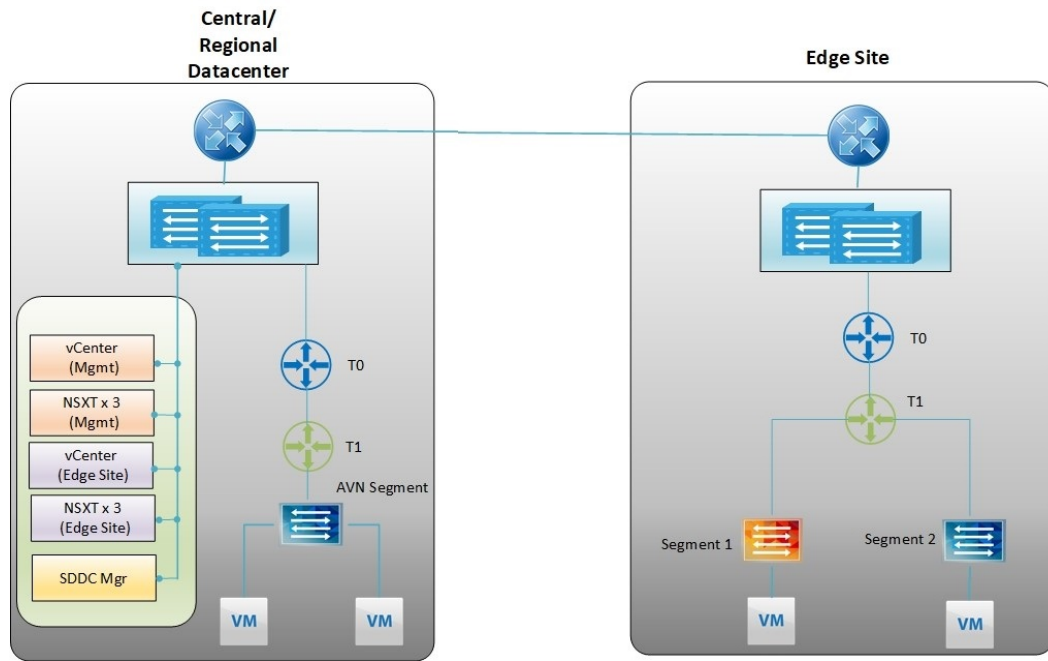 Central/
Regional
Datacenter
Edge Site
vCenter
(Mgmt)
NSXT x 3
(Mgmt)
vCenter
(Edge Site)
NSXT x 3
(Edge Site)
SDDC Mgr
T0
T1
AVN Segment
VM
VM
T0
T1
Segment 1
Segment 2
VM
VM